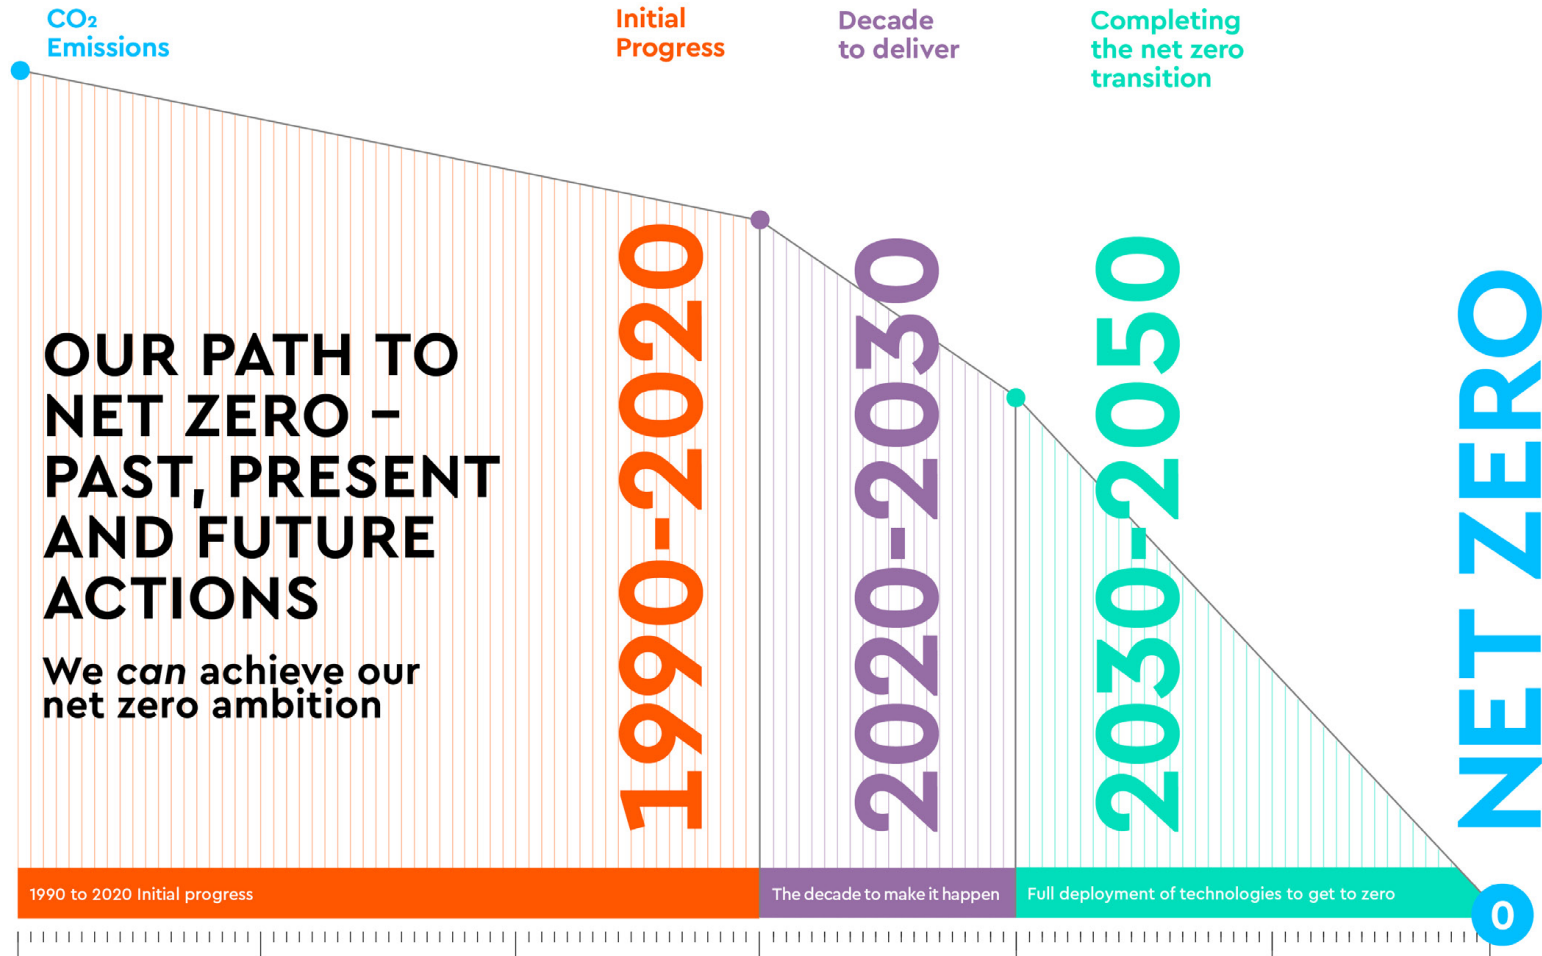 CO₂
Emissions
Initial
Progress
Decade
to deliver
Completing
the net zero
transition
OUR PATH TO
NET ZERO –
PAST, PRESENT
AND FUTURE
ACTIONS
We can achieve our
net zero ambition
1990-2020
2020-2030
2030-2050
NET ZERO
1990 to 2020 Initial progress
The decade to make it happen
Full deployment of technologies to get to zero
0